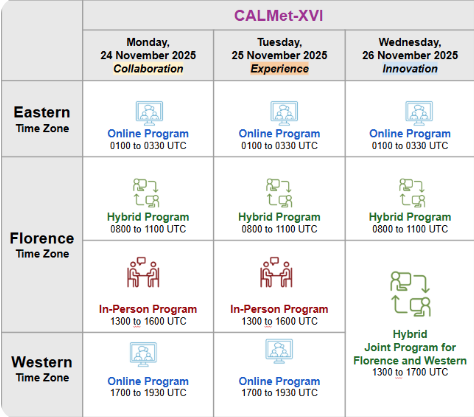 CALMet-XVI
Monday,
24 November 2025
Collaboration
Tuesday,
25 November 2025
Experience
Wednesday,
26 November 2025
Innovation
Eastern
Time Zone
Online Program
0100 to 0330 UTC
Online Program
0100 to 0330 UTC
Online Program
0100 to 0330 UTC
Florence
Time Zone
Hybrid Program
0800 to 1100 UTC
Hybrid Program
0800 to 1100 UTC
Hybrid Program
0800 to 1100 UTC
In-Person Program
1300 to 1600 UTC
In-Person Program
1300 to 1600 UTC
Hybrid
Joint Program for
Florence and Western
1300 to 1700 UTC
Western
Time Zone
Online Program
1700 to 1930 UTC
Online Program
1700 to 1930 UTC